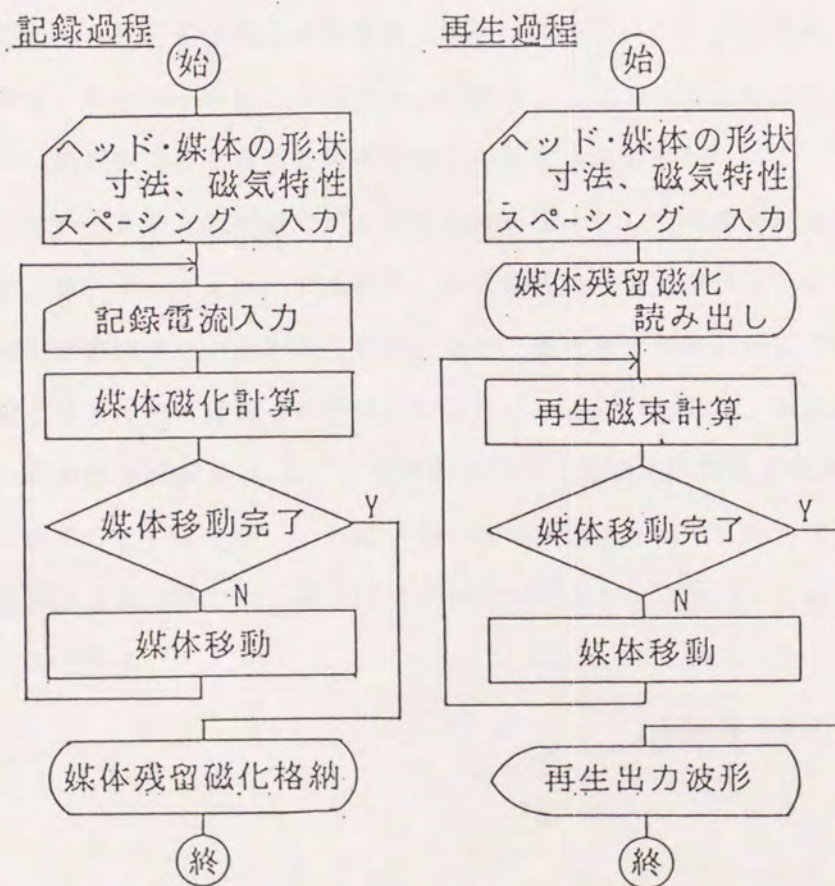 記録過程
始
ヘッド・媒体の形状
寸法、磁気特性
スペーシング 入力
記録電流入力
媒体磁化計算
媒体移動完了
Y
N
媒体移動
媒体残留磁化格納
終
再生過程
始
ヘッド・媒体の形状
寸法、磁気特性
スペーシング 入力
媒体残留磁化
読み出し
再生磁束計算
媒体移動完了
Y
N
媒体移動
再生出力波形
終